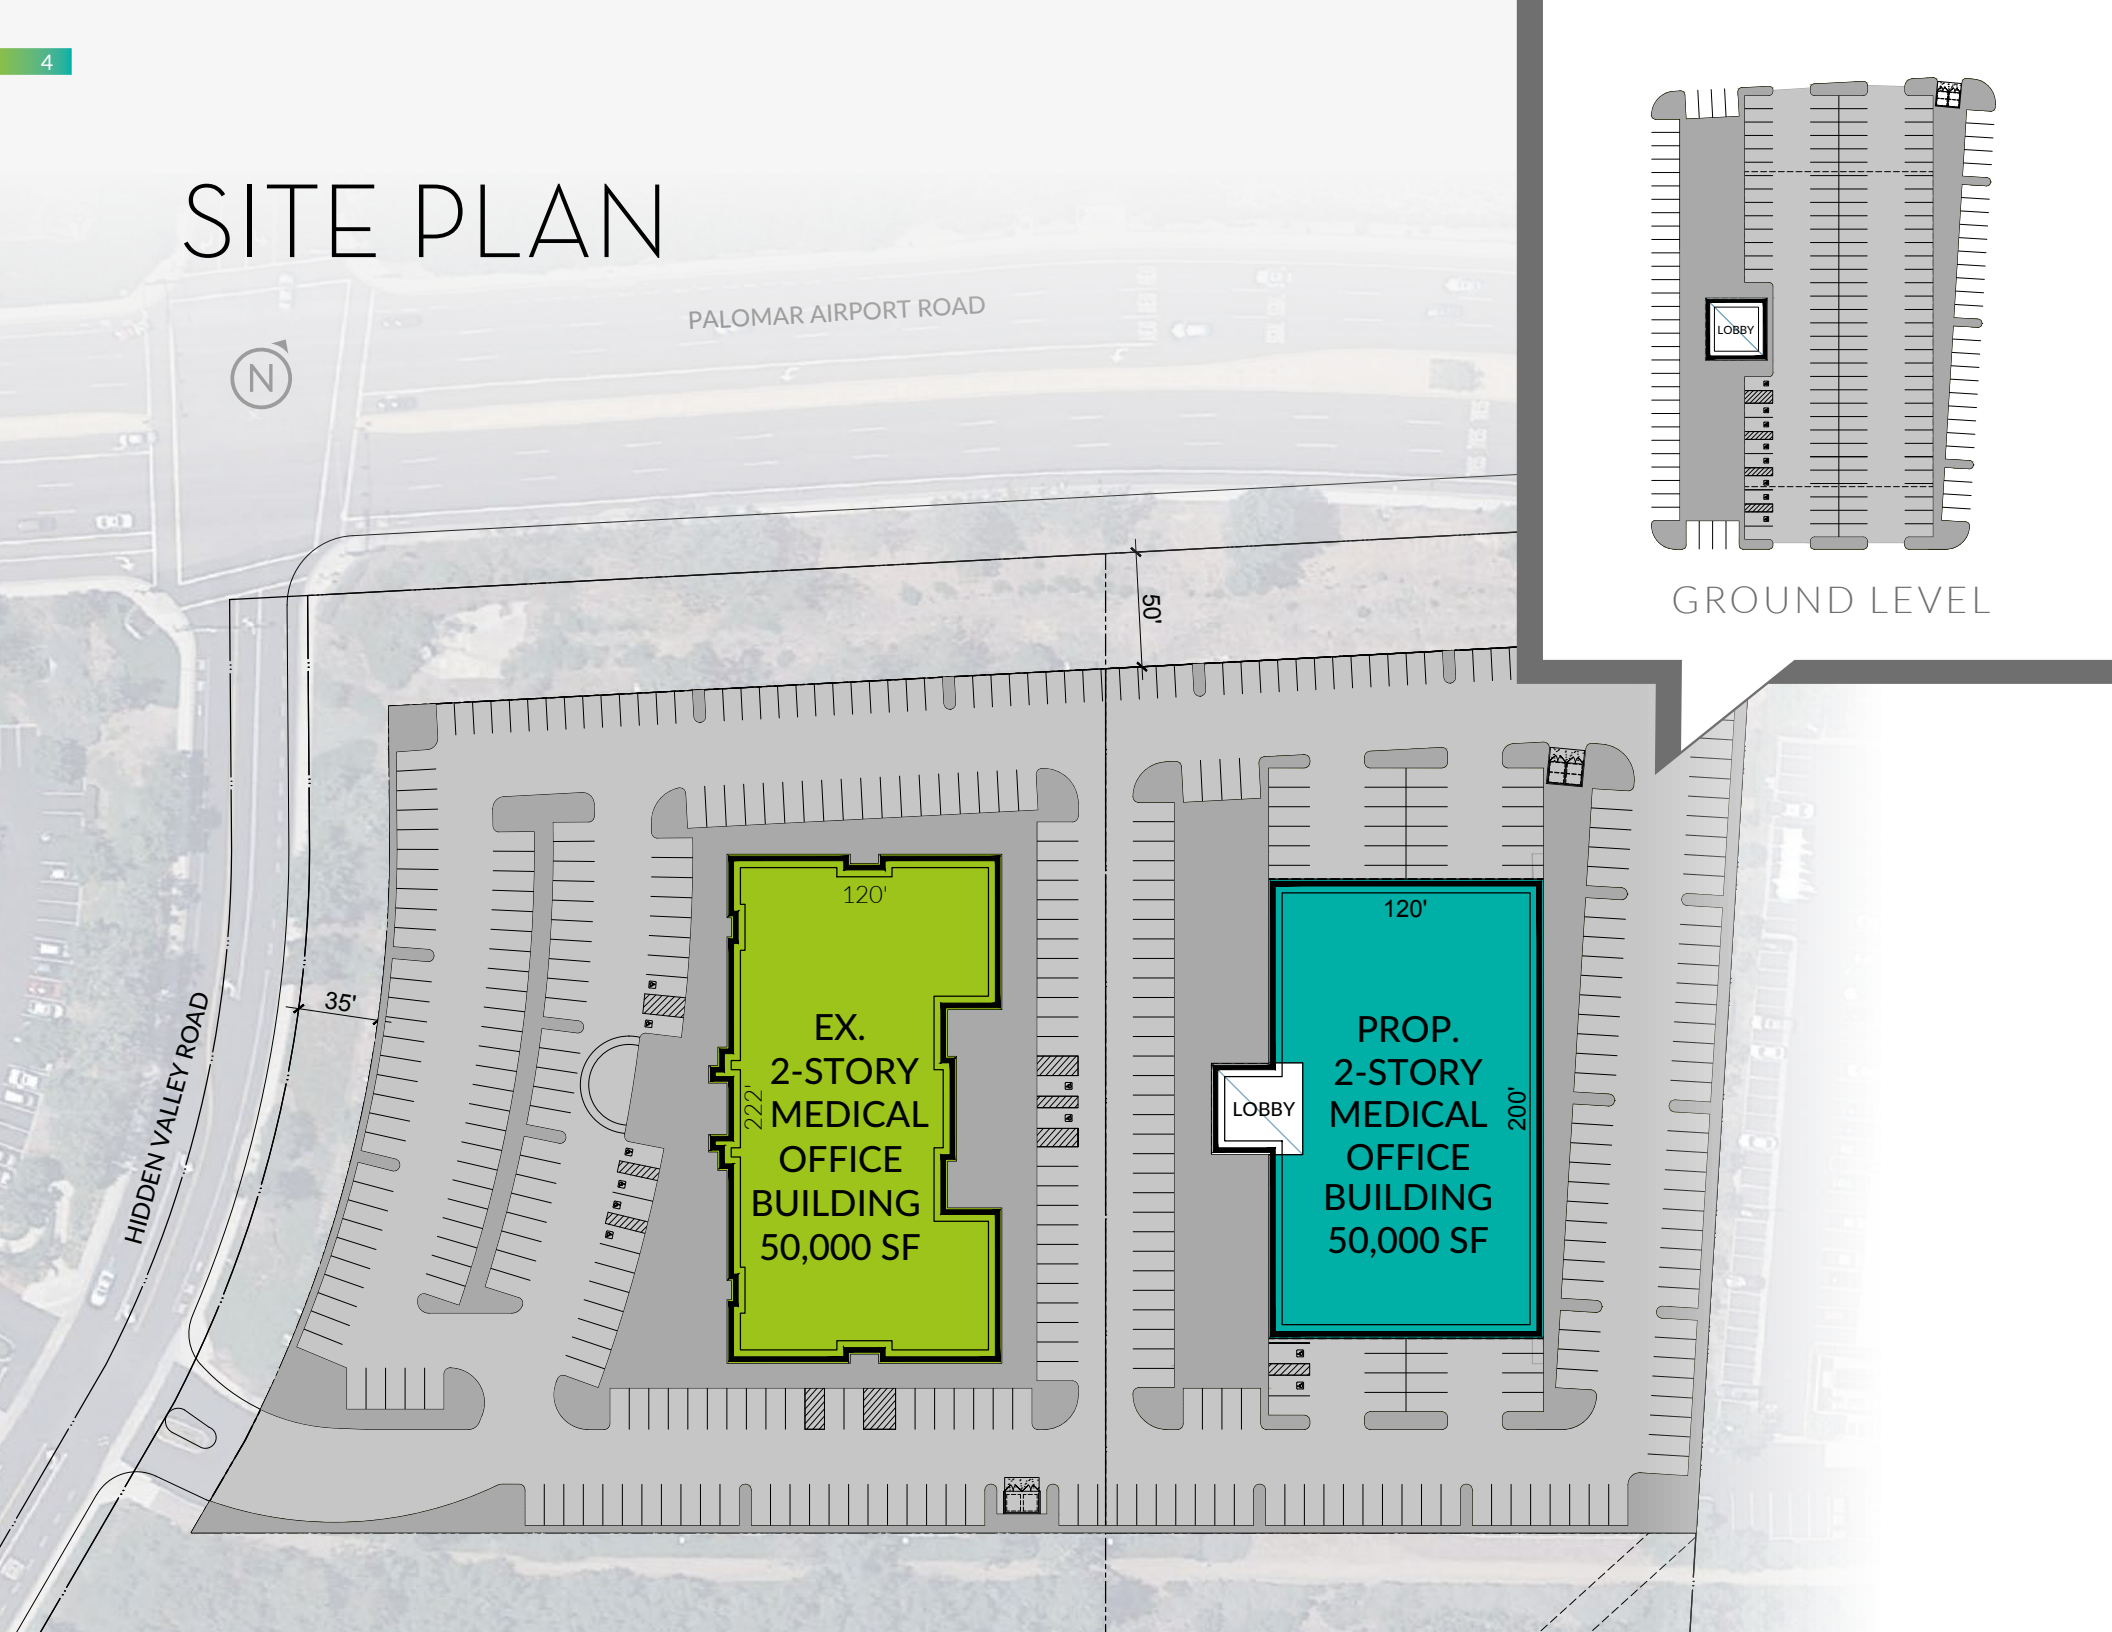 4
SITE PLAN
PALOMAR AIRPORT ROAD
N
LOBBY
GROUND LEVEL
50'
35'
HIDDEN VALLEY ROAD
120'
222'
EX.
2-STORY
MEDICAL
OFFICE
BUILDING
50,000 SF
120'
200'
LOBBY
PROP.
2-STORY
MEDICAL
OFFICE
BUILDING
50,000 SF